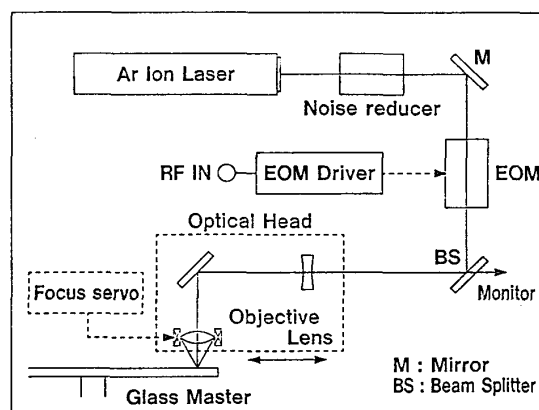 M
Ar Ion Laser
Noise reducer
RF IN
EOM Driver
EOM
Optical Head
BS
Focus servo
Monitor
Objective
Lens
M : Mirror
BS : Beam Splitter
Glass Master